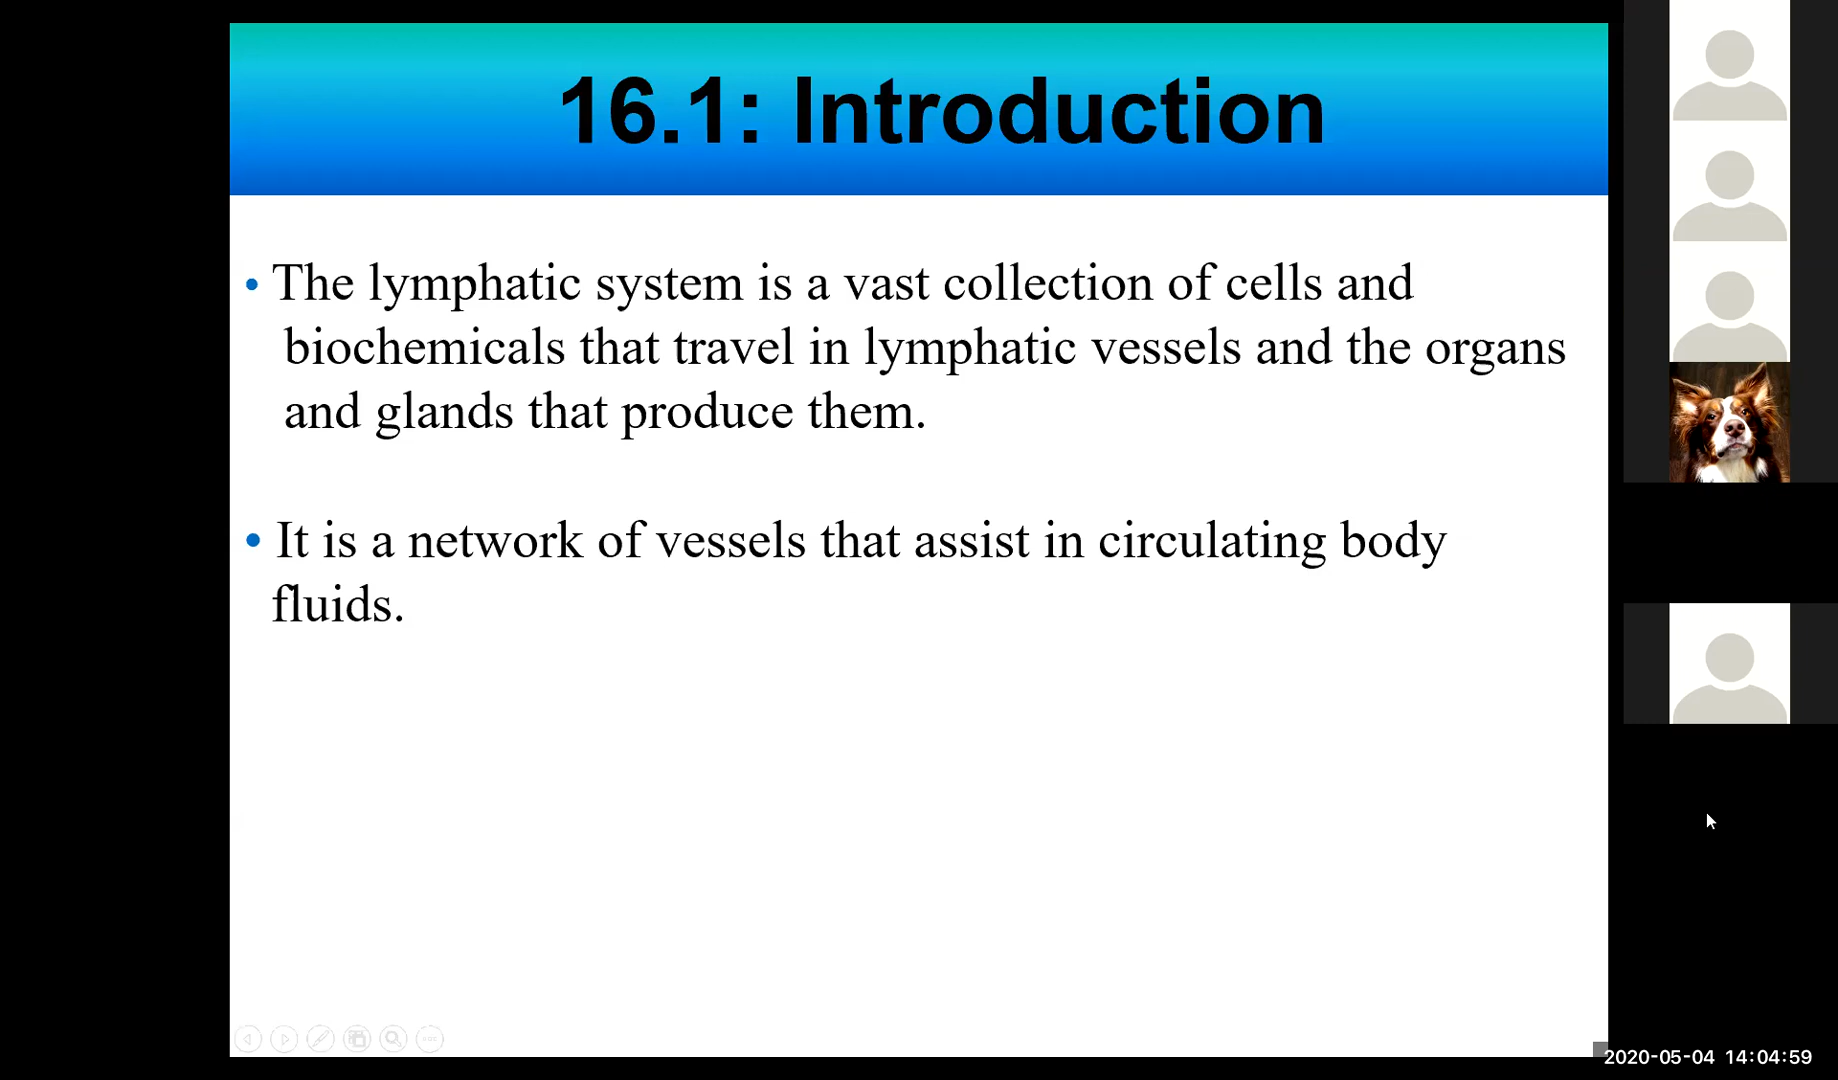 16.1: Introduction
• The lymphatic system is a vast collection of cells and
biochemicals that travel in lymphatic vessels and the organs
and glands that produce them.
• It is a network of vessels that assist in circulating body
fluids.
2020-05-04 14:04:59